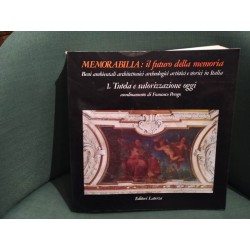 MEMORABILIA: il futuro della memoria
Beni ambientali architettonici archeologici artistici e storici in Italia
1. Tutela e valorizzazione oggi
coordinamento di Francesco Perego
Editori Laterza